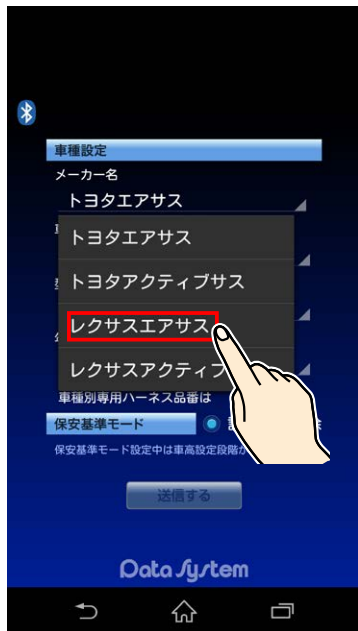 車種設定
メーカー名
トヨタエアサス
トヨタエアサス
トヨタアクティブサス
レクサスエアサス
レクサスアクティブ
車種別専用ハーネス品番は
保安基準モード
保安基準モード設定中は車高設定段階が
送信する
Data System